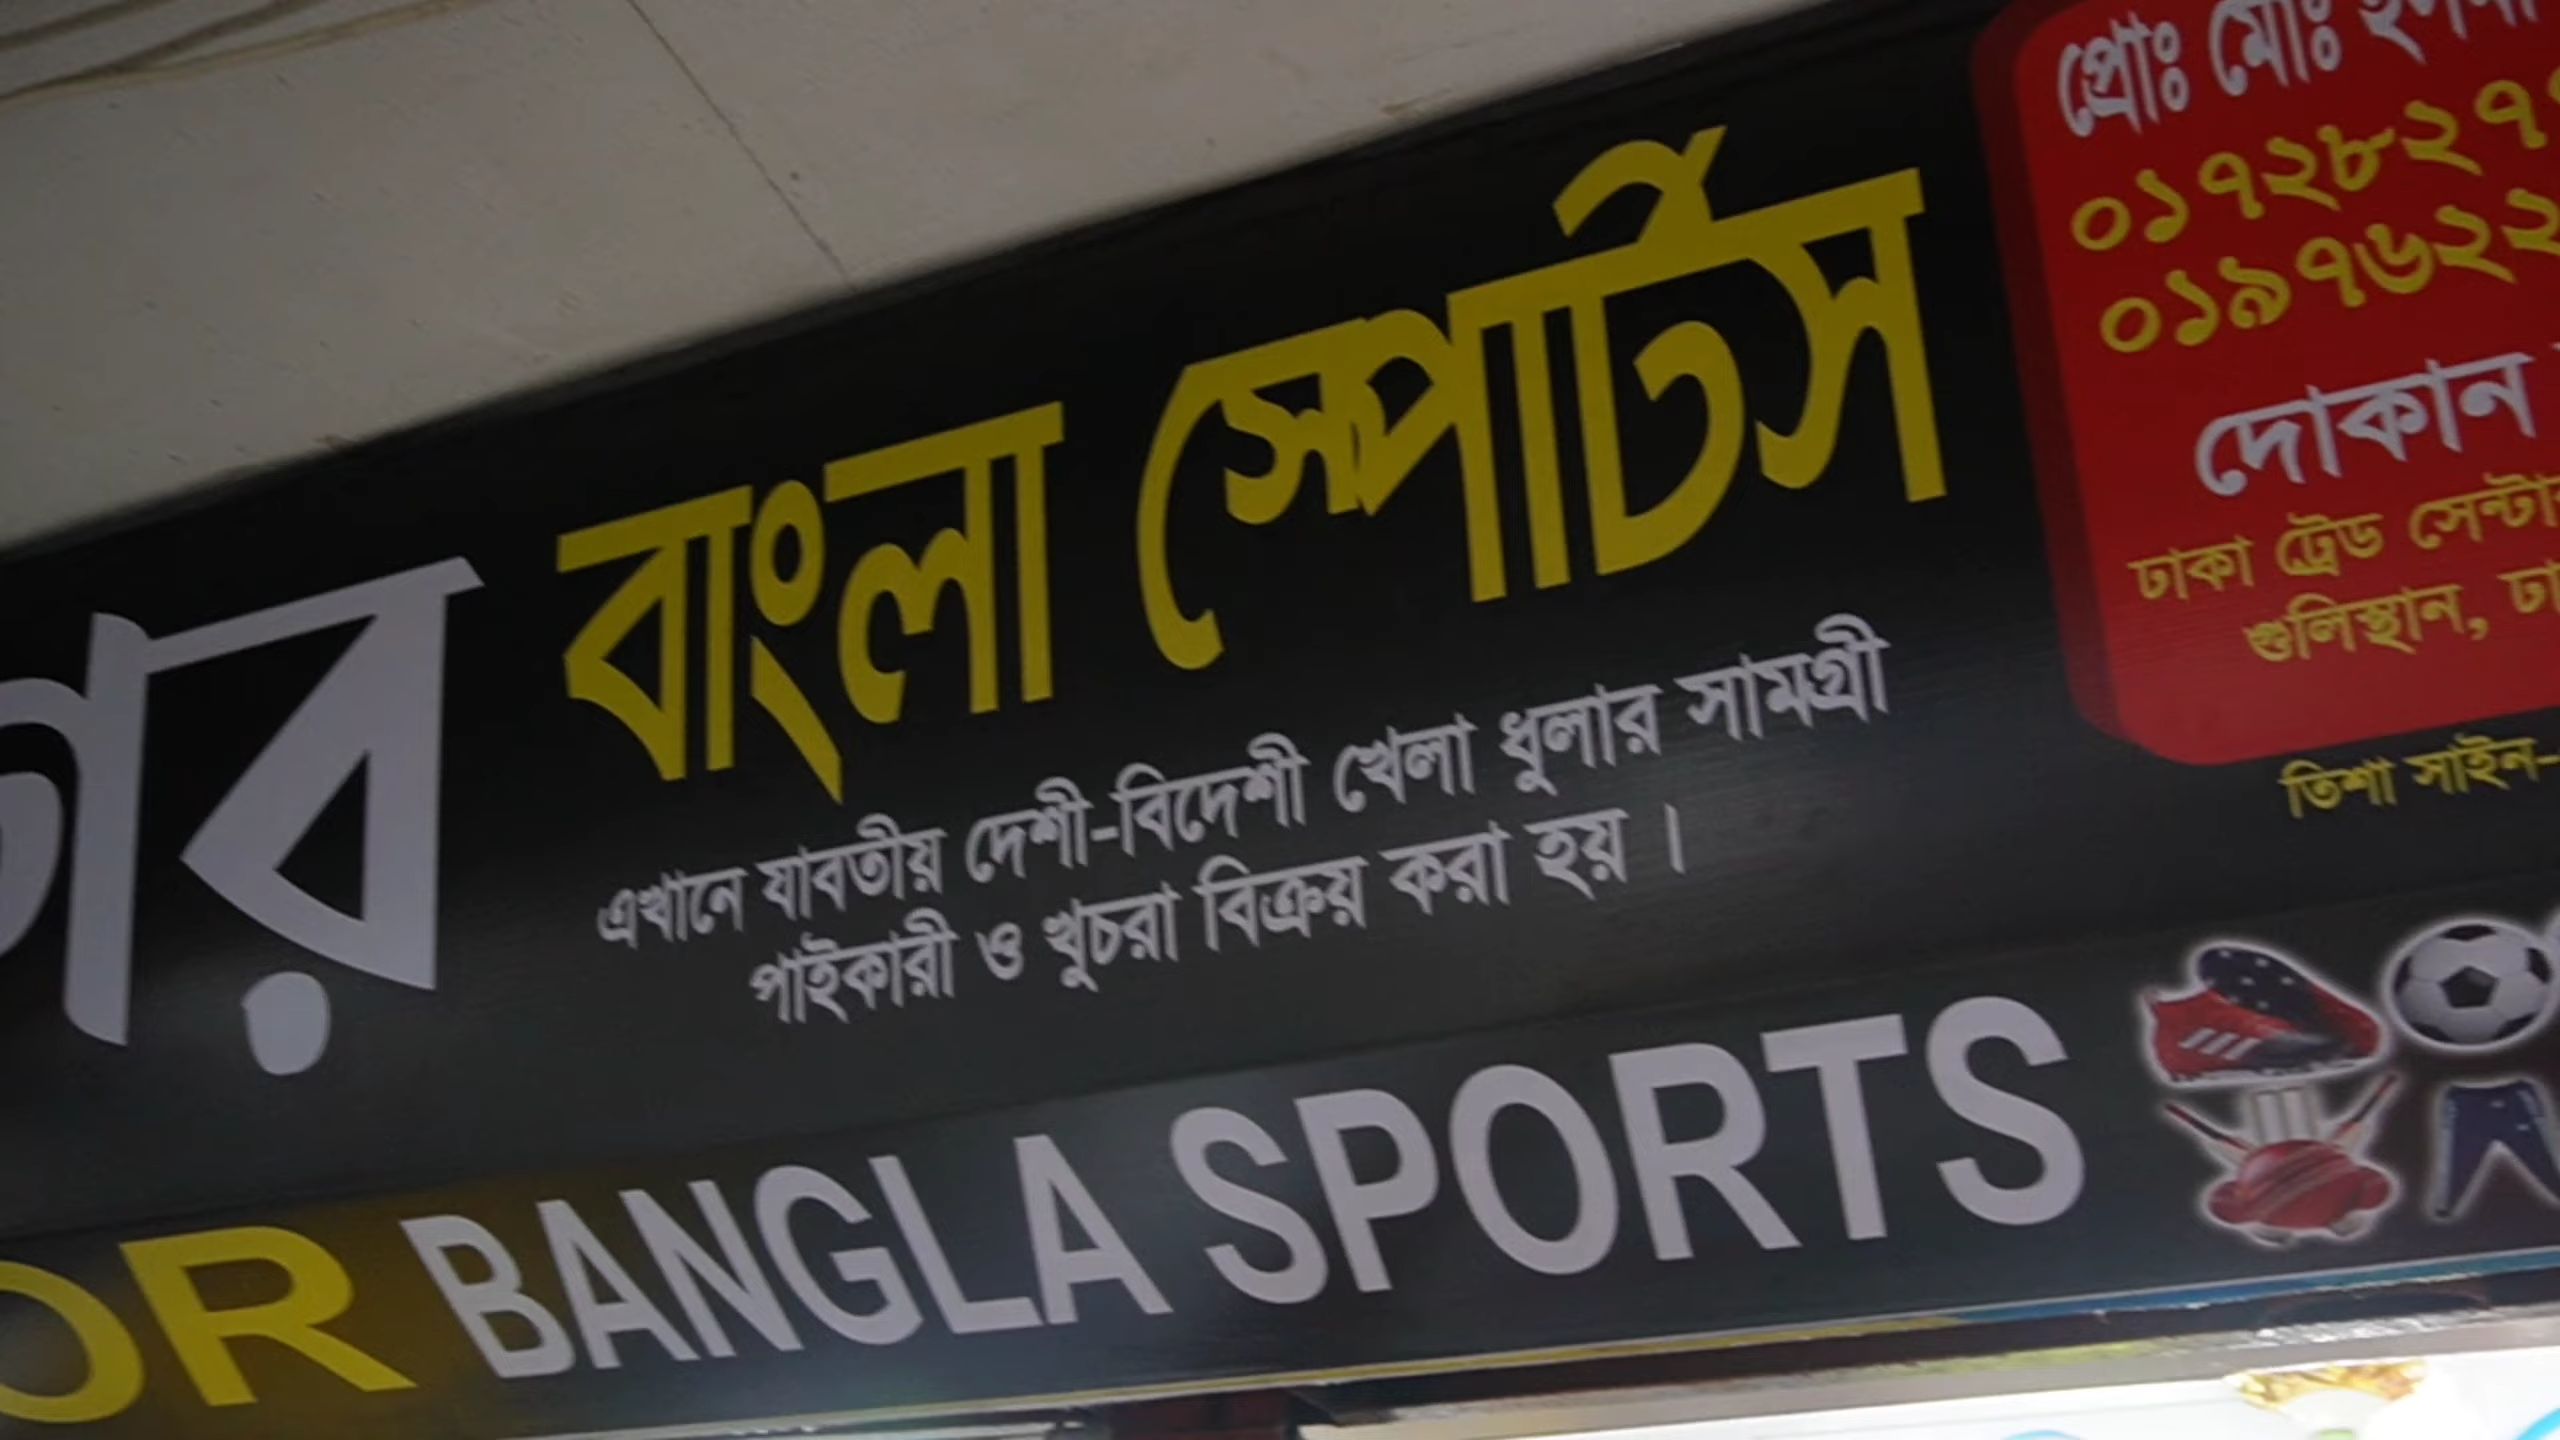 বাংলা স্পোর্টস
এখানে যাবতীয় দেশী-বিদেশী খেলা ধুলার সামগ্রী
পাইকারী ও খুচরা বিক্রয় করা হয় ।
BANGLA SPORTS
প্রোঃ মোঃ
০১৭২৮২৭
০১৯৭৬২২
দোকান
ঢাকা ট্রেড সেন্টার
গুলিস্থান,
তিশা সাইন-